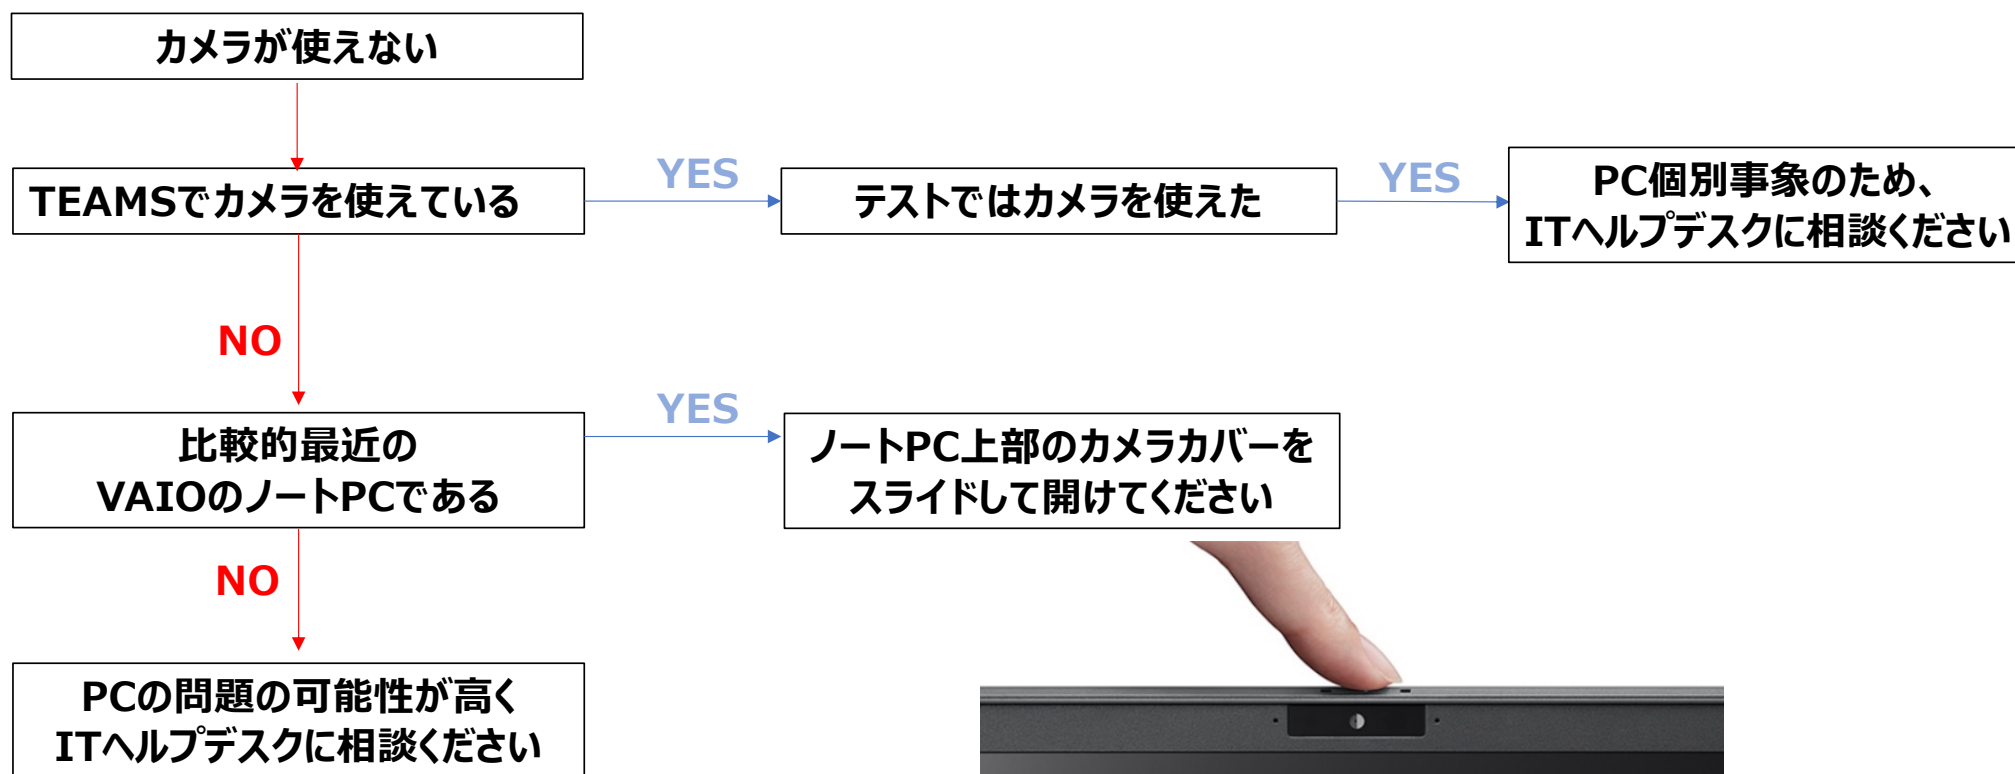 カメラが使えない
TEAMSでカメラを使えている
YES
テストではカメラを使えた
YES
PC個別事象のため、
ITヘルプデスクに相談ください
NO
比較的最近の
VAIOのノートPCである
YES
ノートPC上部のカメラカバーを
スライドして開けてください
NO
PCの問題の可能性が高く
ITヘルプデスクに相談ください